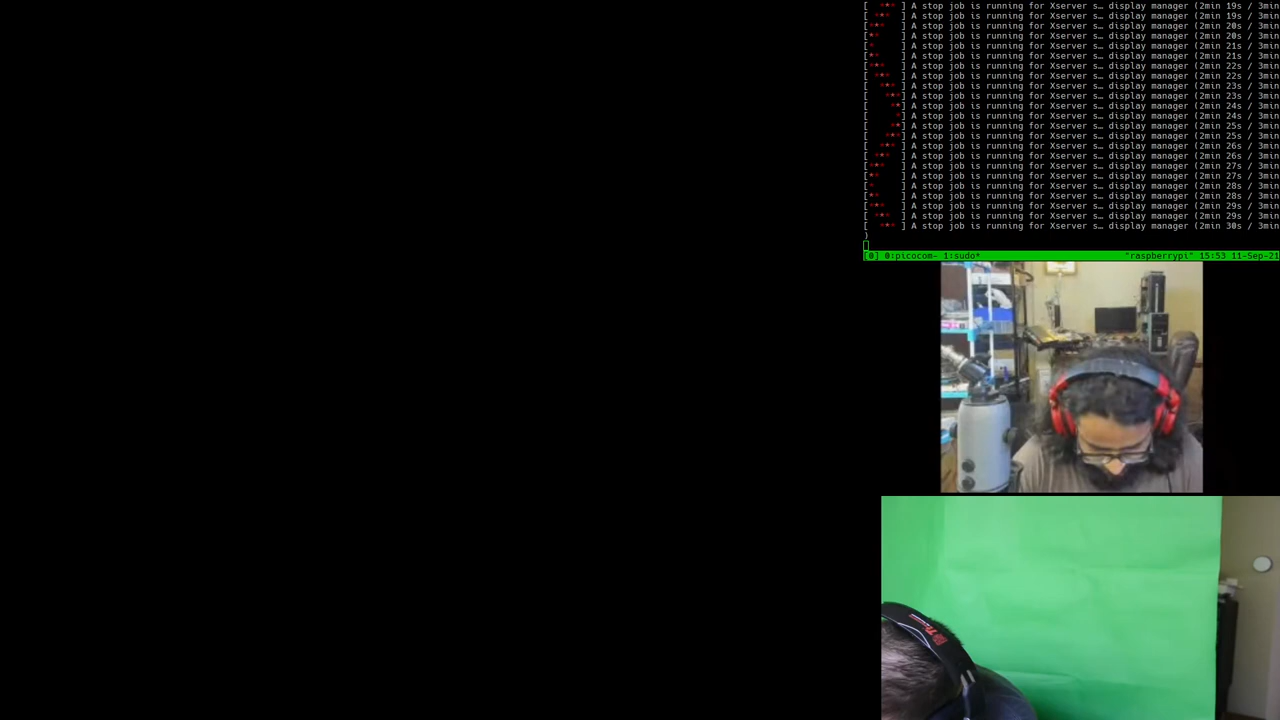 [  *** ] A stop job is running for Xserver s… display manager (2min 19s / 3min
[ ***  ] A stop job is running for Xserver s… display manager (2min 19s / 3min
[***   ] A stop job is running for Xserver s… display manager (2min 20s / 3min
[**    ] A stop job is running for Xserver s… display manager (2min 20s / 3min
[*     ] A stop job is running for Xserver s… display manager (2min 21s / 3min
[**    ] A stop job is running for Xserver s… display manager (2min 21s / 3min
[***   ] A stop job is running for Xserver s… display manager (2min 22s / 3min
[ ***  ] A stop job is running for Xserver s… display manager (2min 22s / 3min
[  *** ] A stop job is running for Xserver s… display manager (2min 23s / 3min
[   ***] A stop job is running for Xserver s… display manager (2min 23s / 3min
[    **] A stop job is running for Xserver s… display manager (2min 24s / 3min
[     *] A stop job is running for Xserver s… display manager (2min 24s / 3min
[    **] A stop job is running for Xserver s… display manager (2min 25s / 3min
[   ***] A stop job is running for Xserver s… display manager (2min 25s / 3min
[  *** ] A stop job is running for Xserver s… display manager (2min 26s / 3min
[ ***  ] A stop job is running for Xserver s… display manager (2min 26s / 3min
[***   ] A stop job is running for Xserver s… display manager (2min 27s / 3min
[**    ] A stop job is running for Xserver s… display manager (2min 27s / 3min
[*     ] A stop job is running for Xserver s… display manager (2min 28s / 3min
[**    ] A stop job is running for Xserver s… display manager (2min 28s / 3min
[***   ] A stop job is running for Xserver s… display manager (2min 29s / 3min
[ ***  ] A stop job is running for Xserver s… display manager (2min 29s / 3min
[  *** ] A stop job is running for Xserver s… display manager (2min 30s / 3min
)
[0] 0:picocom- 1:sudo* "raspberrypi" 15:53 11-Sep-21